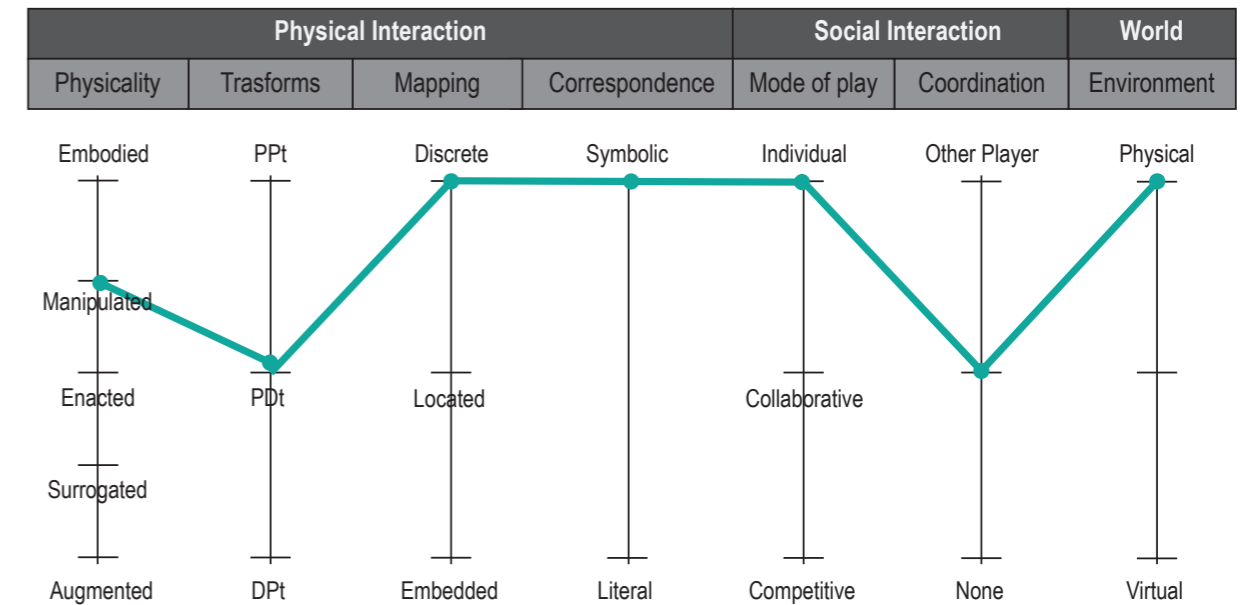 Physical Interaction Social Interaction World
Physicality Trasforms Mapping Correspondence Mode of play Coordination Environment
Embodied PPt Discrete Symbolic Individual Other Player Physical
Manipulated
Enacted PDt Located Collaborative
Surrogated
Augmented DPt Embedded Literal Competitive None Virtual